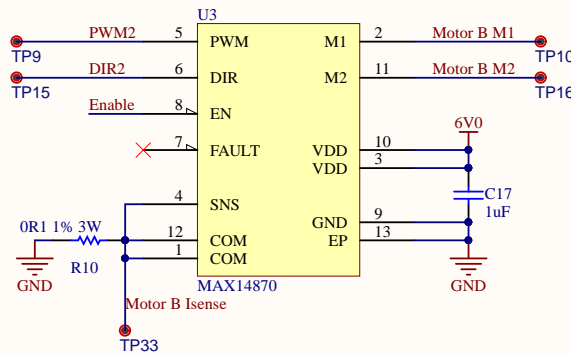 U3
PWM2 5 PWM M1 2 Motor B M1
TP9 TP10
DIR2 6 DIR M2 11 Motor B M2
TP15 TP16
Enable 8 EN
7 FAULT VDD 10 6V0
VDD 3
4 SNS C17
1uF
0R1 1% 3W 12 COM GND 9
R10 1 COM EP 13
GND MAX14870 GND
Motor B Isense
TP33